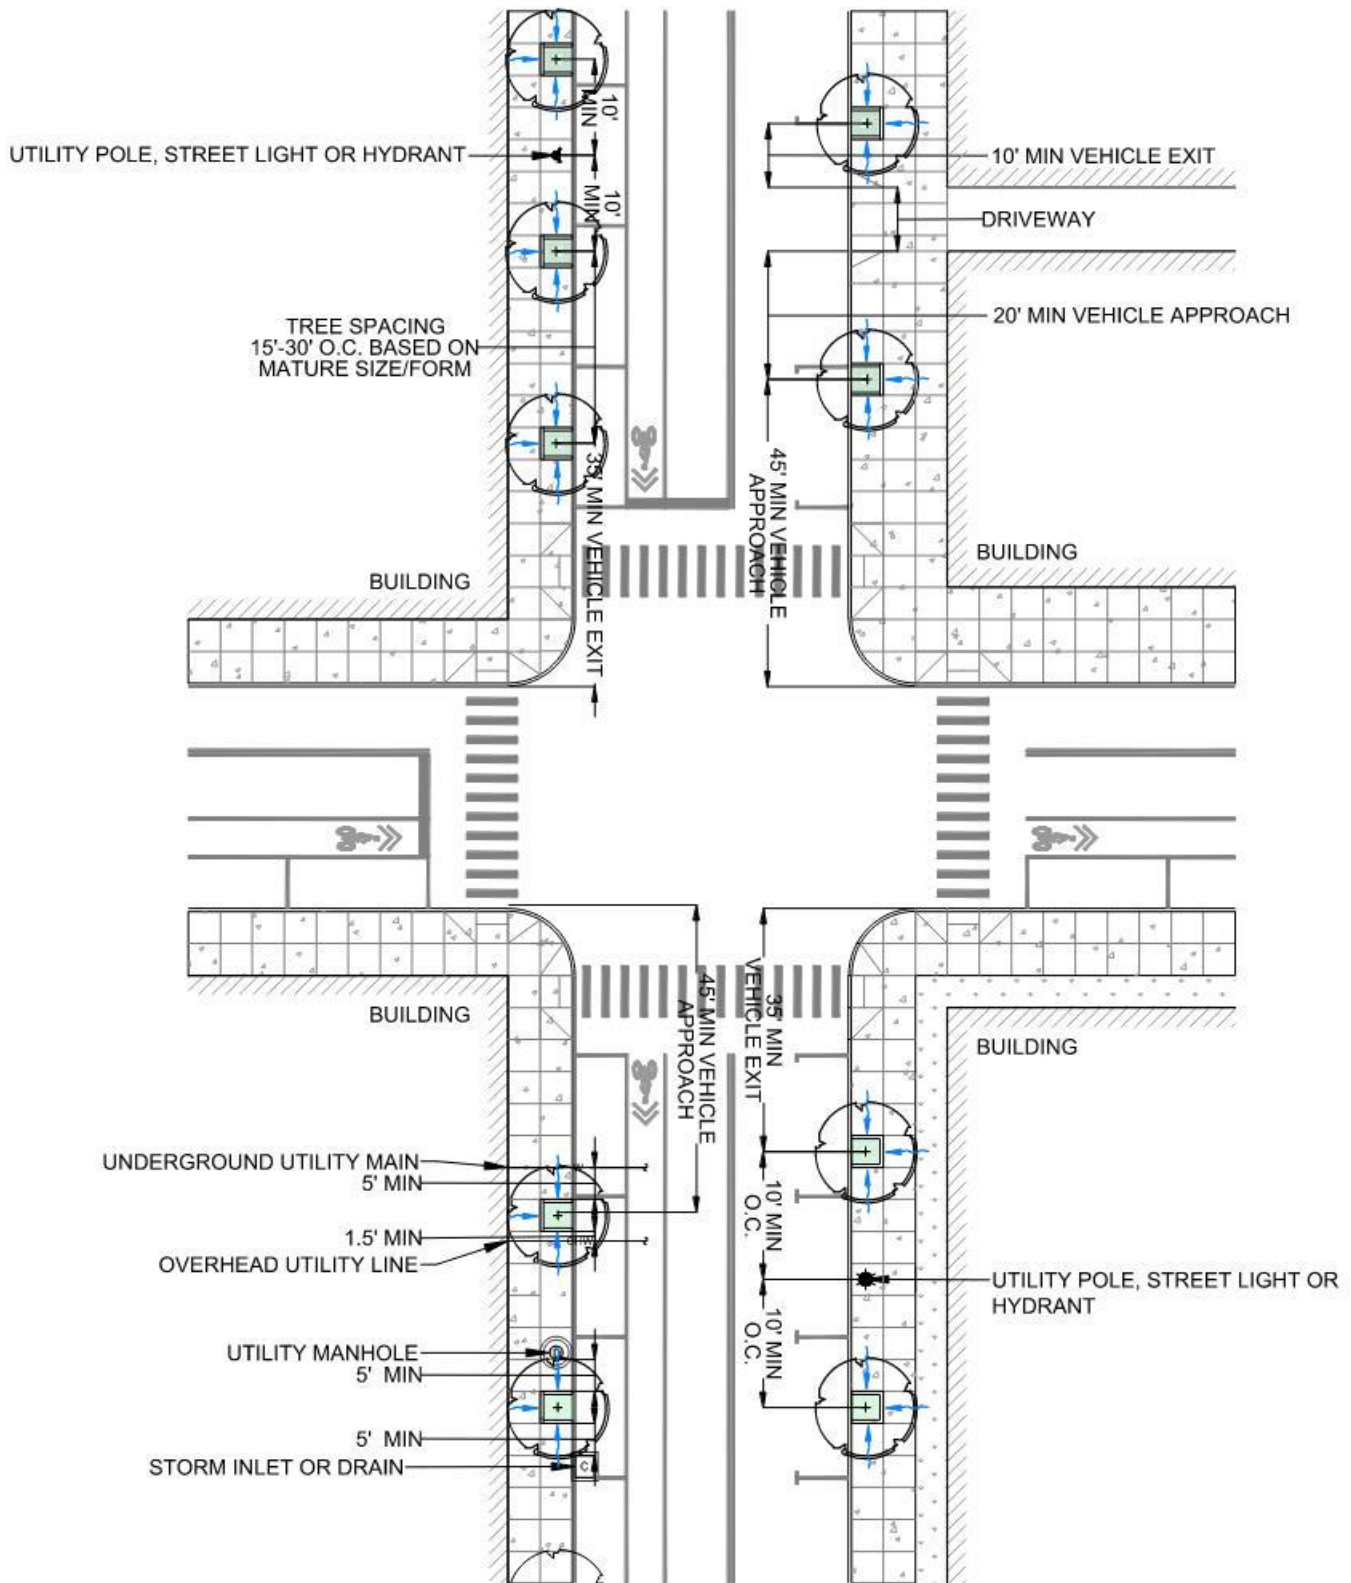 10'
MIN
UTILITY POLE, STREET LIGHT OR HYDRANT
10' MIN VEHICLE EXIT
10'
MIN
DRIVEWAY
20' MIN VEHICLE APPROACH
TREE SPACING
15'-30' O.C. BASED ON
MATURE SIZE/FORM
35' MIN VEHICLE EXIT
45' MIN VEHICLE
APPROACH
BUILDING
BUILDING
45' MIN VEHICLE
APPROACH
35' MIN
VEHICLE EXIT
BUILDING
BUILDING
UNDERGROUND UTILITY MAIN
5' MIN
10' MIN
O.C.
1.5' MIN
OVERHEAD UTILITY LINE
UTILITY POLE, STREET LIGHT OR
HYDRANT
10' MIN
O.C.
UTILITY MANHOLE
5' MIN
5' MIN
STORM INLET OR DRAIN
C